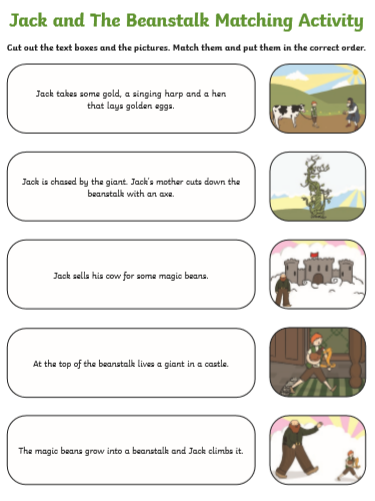 Jack and The Beanstalk Matching Activity
Cut out the text boxes and the pictures. Match them and put them in the correct order.
Jack takes some gold, a singing harp and a hen
that lays golden eggs.
Jack is chased by the giant. Jack's mother cuts down the
beanstalk with an axe.
Jack sells his cow for some magic beans.
At the top of the beanstalk lives a giant in a castle.
The magic beans grow into a beanstalk and Jack climbs it.